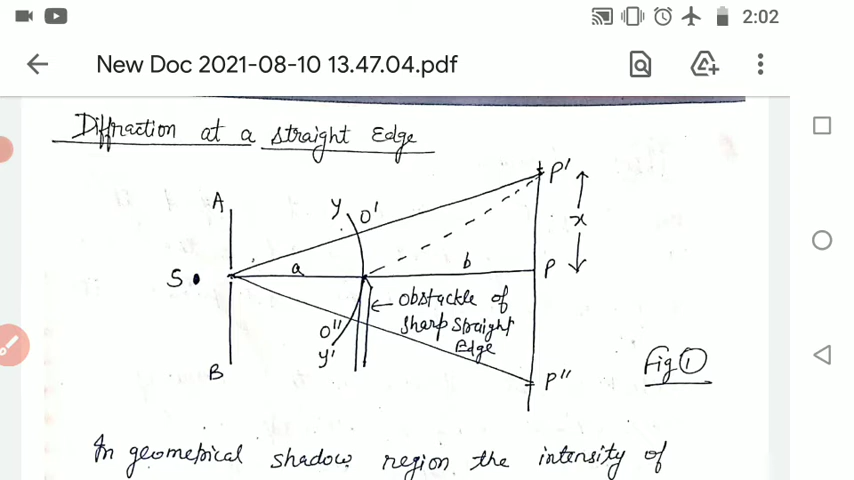 2:02
New Doc 2021-08-10 13.47.04.pdf
Diffraction at a straight Edge
P'
A
Y O'
x
a
b
P
S
obstackle of
sharp straight
Edge
O"
Y'
B
P"
Fig 1
In geometrical shadow region the intensity of